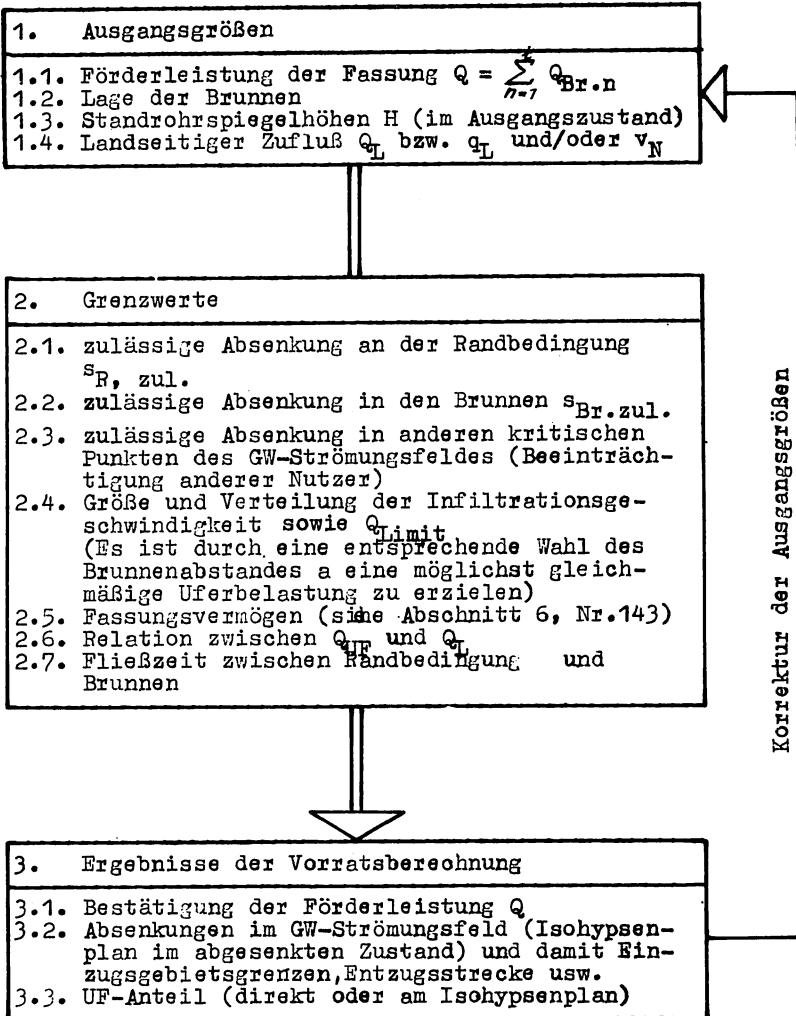 1. Ausgangsgrößen
1.1. Förderleistung der Fassung Q = ∑ n=1 Q_Br.n
1.2. Lage der Brunnen
1.3. Standrohrspiegelhöhen H (im Ausgangszustand)
1.4. Landseitiger Zufluß Q_L bzw. q_L und/oder v_N
2. Grenzwerte
2.1. zulässige Absenkung an der Randbedingung
s_R, zul.
2.2. zulässige Absenkung in den Brunnen s_Br.zul.
2.3. zulässige Absenkung in anderen kritischen
Punkten des GW-Strömungsfeldes (Beeinträch-
tigung anderer Nutzer)
2.4. Größe und Verteilung der Infiltrationsge-
schwindigkeit sowie Q_Limit
(Es ist durch eine entsprechende Wahl des
Brunnenabstandes a eine möglichst gleich-
mäßige Uferbelastung zu erzielen)
2.5. Fassungsvermögen (siehe Abschnitt 6, Nr.143)
2.6. Relation zwischen Q_UF und Q_L
2.7. Fließzeit zwischen Randbedingung und
Brunnen
3. Ergebnisse der Vorratsberechnung
3.1. Bestätigung der Förderleistung Q
3.2. Absenkungen im GW-Strömungsfeld (Isohypsen-
plan im abgesenkten Zustand) und damit Ein-
zugsgebietsgrenzen,Entzugsstrecke usw.
3.3. UF-Anteil (direkt oder am Isohypsenplan)
Korrektur der Ausgangsgrößen